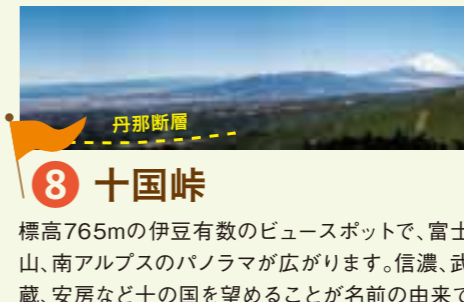 丹那断層
8 十国峠
標高765mの伊豆有数のビュースポットで、富士
山、南アルプスのパノラマが広がります。信濃、武
蔵、安房など十の国を望めることが名前の由来で